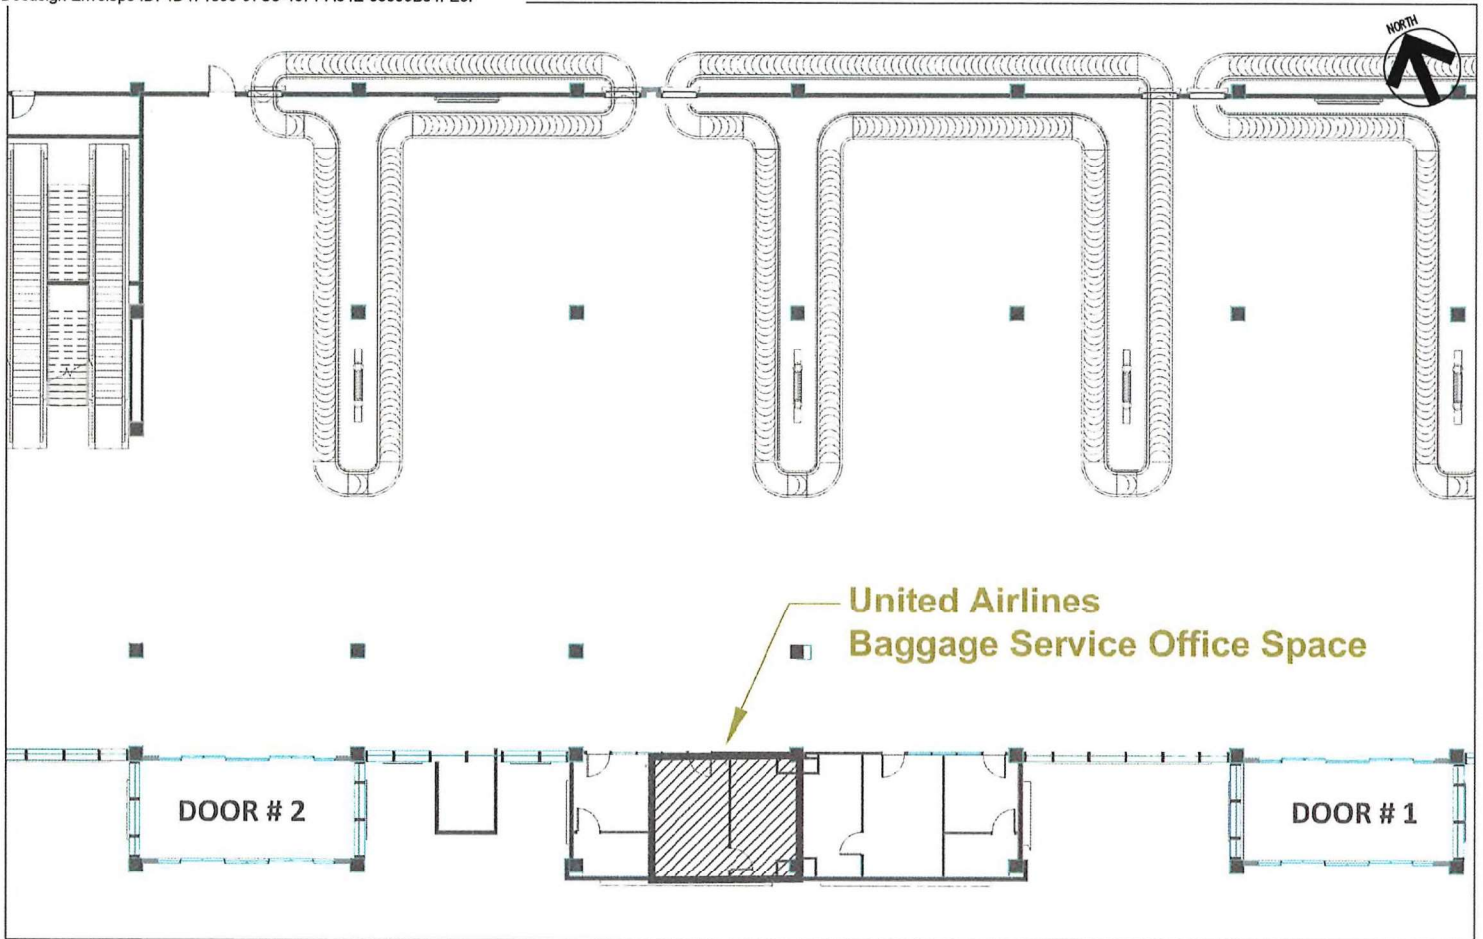 NORTH
United Airlines
Baggage Service Office Space
DOOR # 2
DOOR # 1